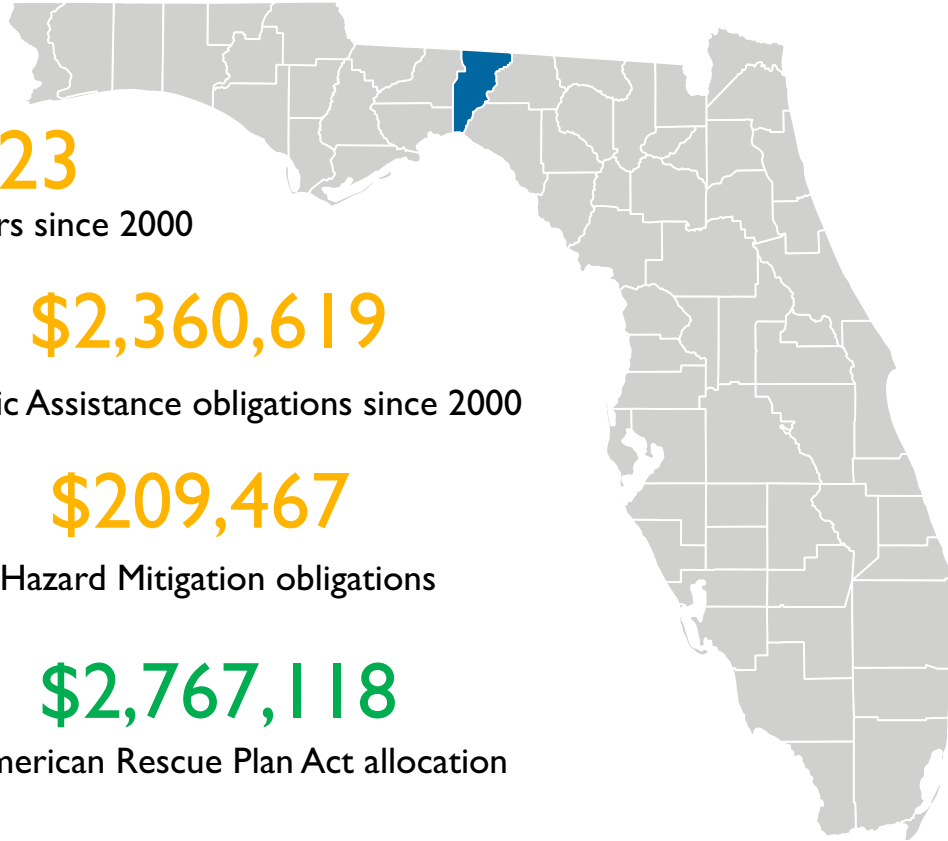 23
rs since 2000
$2,360,619
ic Assistance obligations since 2000
$209,467
Hazard Mitigation obligations
$2,767,118
merican Rescue Plan Act allocation